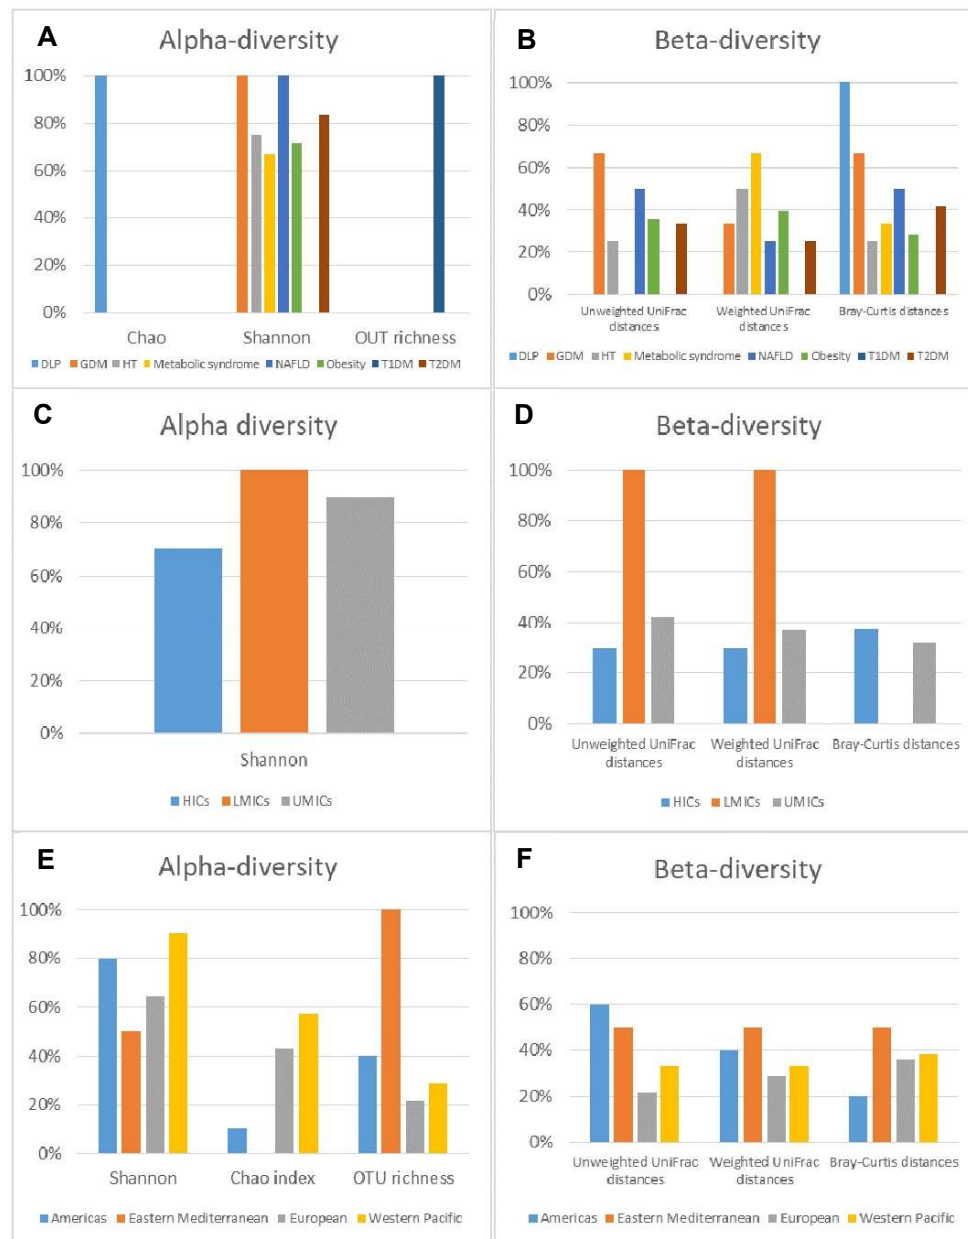 A
Alpha-diversity
100%
80%
60%
40%
20%
0%
Chao Shannon OUT richness
DLP GDM HT Metabolic syndrome NAFLD Obesity T1DM T2DM
B
Beta-diversity
100%
80%
60%
40%
20%
0%
Unweighted UniFrac Weighted UniFrac Bray-Curtis distances
distances distances
DLP GDM HT Metabolic syndrome NAFLD Obesity T1DM T2DM
C
Alpha diversity
100%
80%
60%
40%
20%
0%
Shannon
HICs LMICs UMICs
D
Beta-diversity
100%
80%
60%
40%
20%
0%
Unweighted UniFrac Weighted UniFrac Bray-Curtis distances
distances distances
HICs LMICs UMICs
E
Alpha-diversity
100%
80%
60%
40%
20%
0%
Shannon Chao index OTU richness
Americas Eastern Mediterranean European Western Pacific
F
Beta-diversity
100%
80%
60%
40%
20%
0%
Unweighted UniFrac Weighted UniFrac Bray-Curtis distances
distances distances
Americas Eastern Mediterranean European Western Pacific